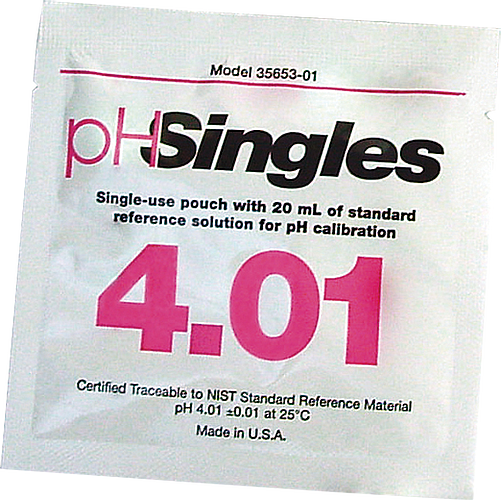 Model 35653-01
pHSingles
Single-use pouch with 20 mL of standard
reference solution for pH calibration
4.01
Certified Traceable to NIST Standard Reference Material
pH 4.01 ±0.01 at 25°C
Made in U.S.A.